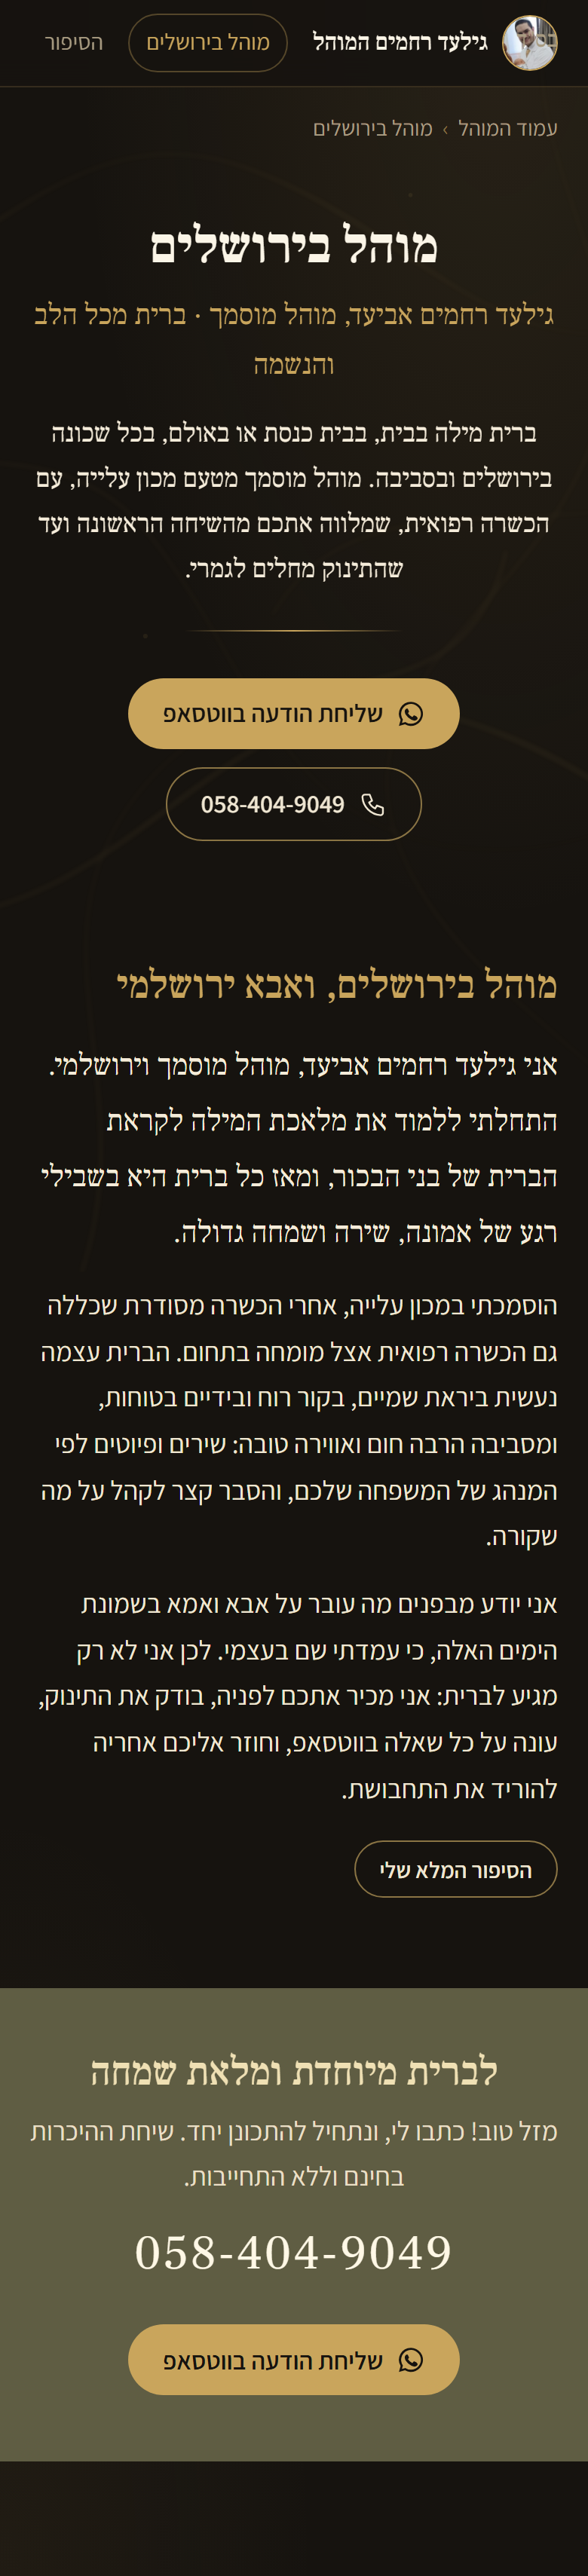 גילעד רחמים המוהל
מוהל בירושלים
הסיפור
עמוד המוהל › מוהל בירושלים
מוהל בירושלים
גילעד רחמים אביעד, מוהל מוסמך · ברית מכל הלב
והנשמה
ברית מילה בבית, בבית כנסת או באולם, בכל שכונה
בירושלים ובסביבה. מוהל מוסמך מטעם מכון עלייה, עם
הכשרה רפואית, שמלווה אתכם מהשיחה הראשונה ועד
שהתינוק מחלים לגמרי.
שליחת הודעה בווטסאפ
058-404-9049
מוהל בירושלים, ואבא ירושלמי
אני גילעד רחמים אביעד, מוהל מוסמך וירושלמי.
התחלתי ללמוד את מלאכת המילה לקראת
הברית של בני הבכור, ומאז כל ברית היא בשבילי
רגע של אמונה, שירה ושמחה גדולה.
הוסמכתי במכון עלייה, אחרי הכשרה מסודרת שכללה
גם הכשרה רפואית אצל מומחה בתחום. הברית עצמה
נעשית ביראת שמיים, בקור רוח ובידיים בטוחות,
ומסביבה הרבה חום ואווירה טובה: שירים ופיוטים לפי
המנהג של המשפחה שלכם, והסבר קצר לקהל על מה
שקורה.
אני יודע מבפנים מה עובר על אבא ואמא בשמונת
הימים האלה, כי עמדתי שם בעצמי. לכן אני לא רק
מגיע לברית: אני מכיר אתכם לפניה, בודק את התינוק,
עונה על כל שאלה בווטסאפ, וחוזר אליכם אחריה
להוריד את התחבושת.
הסיפור המלא שלי
לברית מיוחדת ומלאת שמחה
מזל טוב! כתבו לי, ונתחיל להתכונן יחד. שיחת ההיכרות
בחינם וללא התחייבות.
058-404-9049
שליחת הודעה בווטסאפ